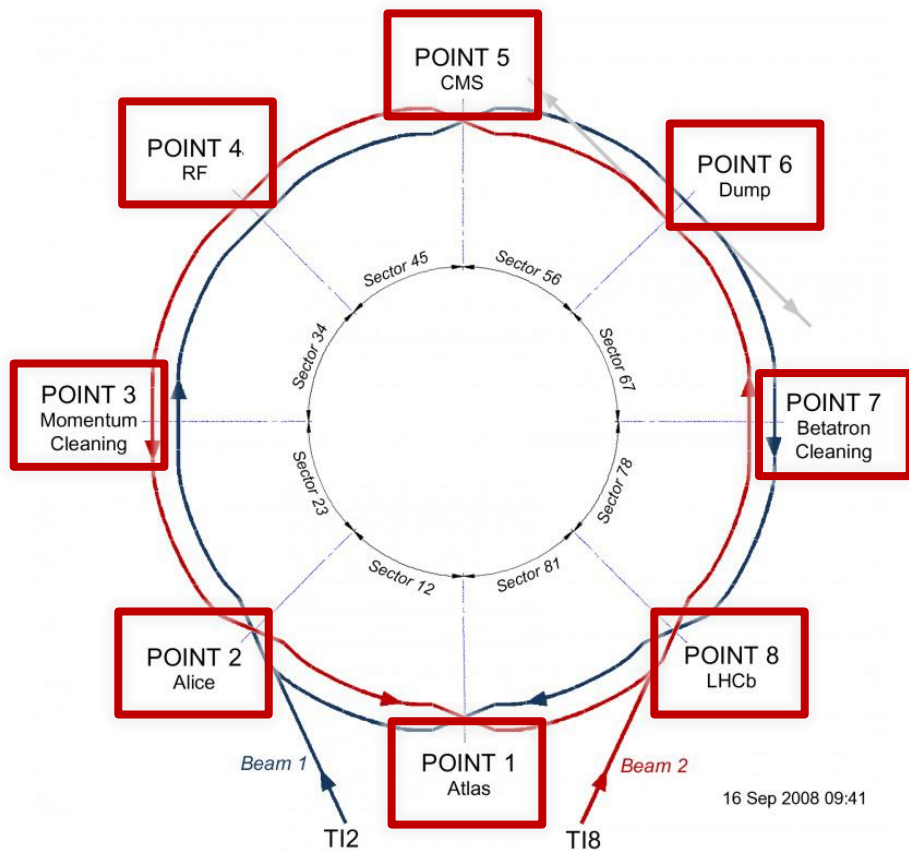 POINT 5
CMS
POINT 4
RF
POINT 6
Dump
Sector 45
Sector 56
Sector 34
Sector 67
POINT 3
Momentum
Cleaning
POINT 7
Betatron
Cleaning
Sector 23
Sector 78
Sector 12
Sector 81
POINT 2
Alice
POINT 8
LHCb
POINT 1
Atlas
Beam 1
Beam 2
16 Sep 2008 09:41
TI2
TI8